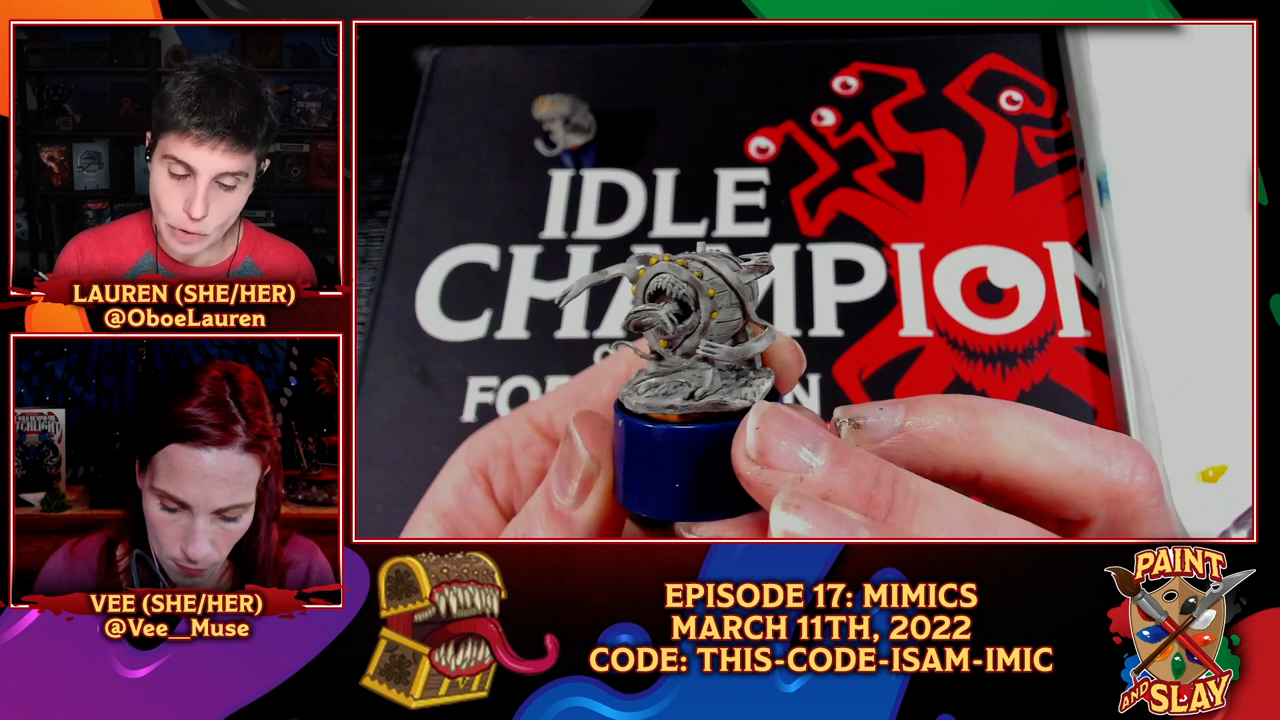 LAUREN (SHE/HER)
@OboeLauren
VEE (SHE/HER)
@Vee__Muse
IDLE
CHAMPION
EPISODE 17: MIMICS
MARCH 11TH, 2022
CODE: THIS-CODE-ISAM-IMIC
PAINT
AND SLAY